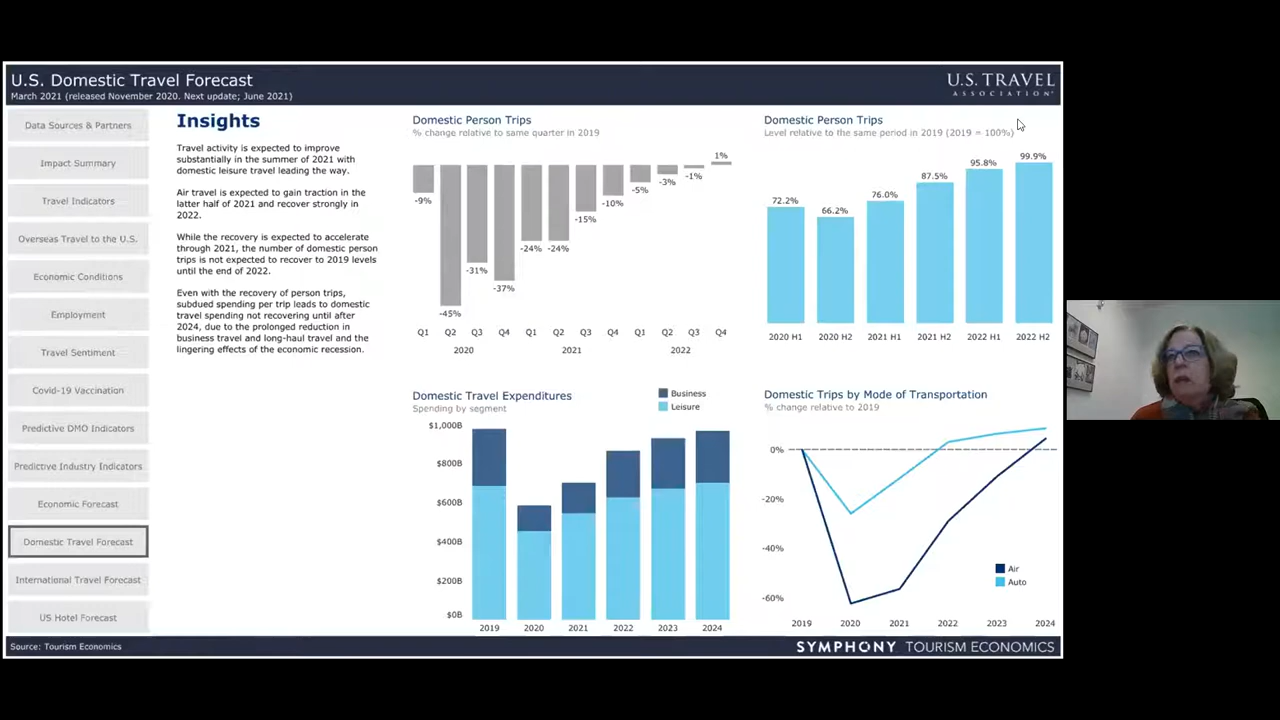 U.S. Domestic Travel Forecast
March 2021 (released November 2020. Next update; June 2021)
U.S. TRAVEL
ASSOCIATION
Data Sources & Partners
Impact Summary
Travel Indicators
Overseas Travel to the U.S.
Economic Conditions
Employment
Travel Sentiment
Covid-19 Vaccination
Predictive DMO Indicators
Predictive Industry Indicators
Economic Forecast
Domestic Travel Forecast
International Travel Forecast
US Hotel Forecast
Insights
Travel activity is expected to improve
substantially in the summer of 2021 with
domestic leisure travel leading the way.
Air travel is expected to gain traction in the
latter half of 2021 and recover strongly in
2022.
While the recovery is expected to accelerate
through 2021, the number of domestic person
trips is not expected to recover to 2019 levels
until the end of 2022.
Even with the recovery of person trips,
subdued spending per trip leads to domestic
travel spending not recovering until after
2024, due to the prolonged reduction in
business travel and long-haul travel and the
lingering effects of the economic recession.
Domestic Person Trips
% change relative to same quarter in 2019
-9%
-45%
-31%
-37%
-24%
-24%
-15%
-10%
-5%
-3%
-1%
1%
Q1 Q2 Q3 Q4 Q1 Q2 Q3 Q4 Q1 Q2 Q3 Q4
2020 2021 2022
Domestic Person Trips
Level relative to the same period in 2019 (2019 = 100%)
72.2%
66.2%
76.0%
87.5%
95.8%
99.9%
2020 H1 2020 H2 2021 H1 2021 H2 2022 H1 2022 H2
Domestic Travel Expenditures
Spending by segment
Business
Leisure
$1,000B
$800B
$600B
$400B
$200B
$0B
2019 2020 2021 2022 2023 2024
Domestic Trips by Mode of Transportation
% change relative to 2019
0%
-20%
-40%
-60%
Air
Auto
2019 2020 2021 2022 2023 2024
Source: Tourism Economics
SYMPHONY TOURISM ECONOMICS